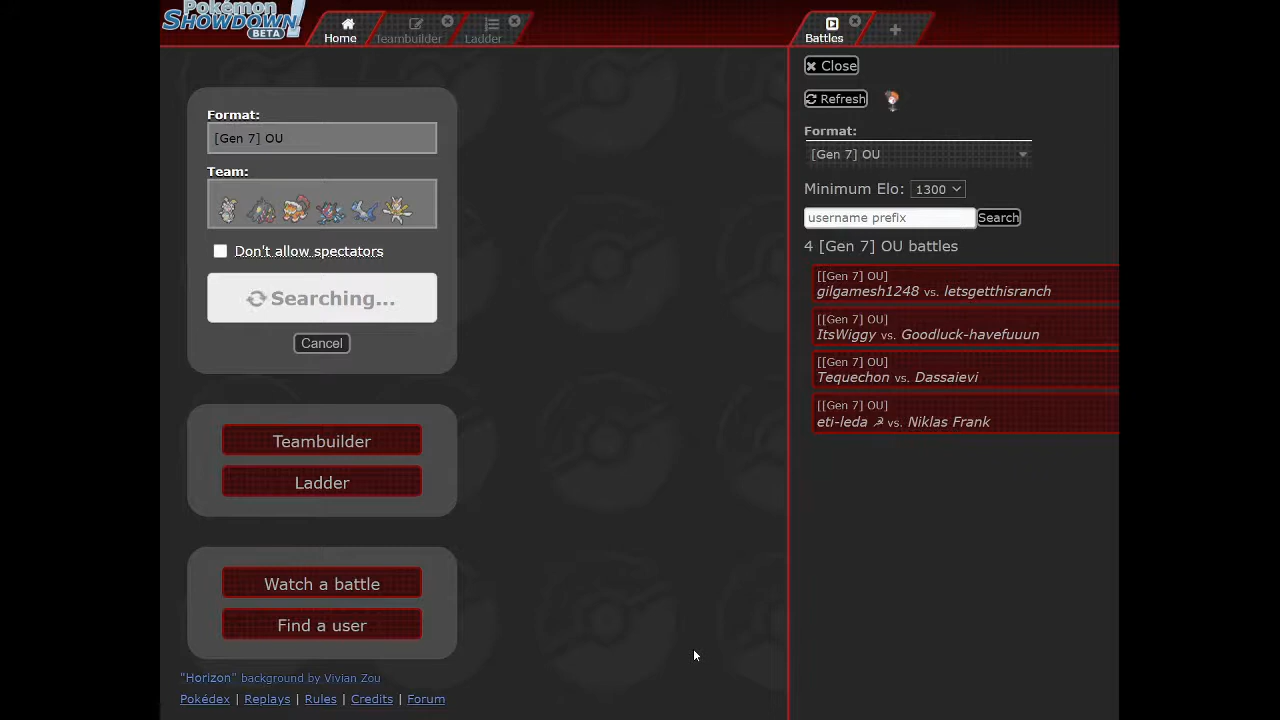 Pokémon
SHOWDOWN!
BETA
Home
Teambuilder
Ladder
Battles
Format:
[Gen 7] OU
Team:
Don't allow spectators
Searching...
Cancel
Teambuilder
Ladder
Watch a battle
Find a user
"Horizon" background by Vivian Zou
Pokédex | Replays | Rules | Credits | Forum
Close
Refresh
Format:
[Gen 7] OU
Minimum Elo: 1300
username prefix Search
4 [Gen 7] OU battles
[[Gen 7] OU]
gilgamesh1248 vs. letsgetthisranch
[[Gen 7] OU]
ItsWiggy vs. Goodluck-havefuuun
[[Gen 7] OU]
Tequechon vs. Dassaievi
[[Gen 7] OU]
eti-leda ☭ vs. Niklas Frank